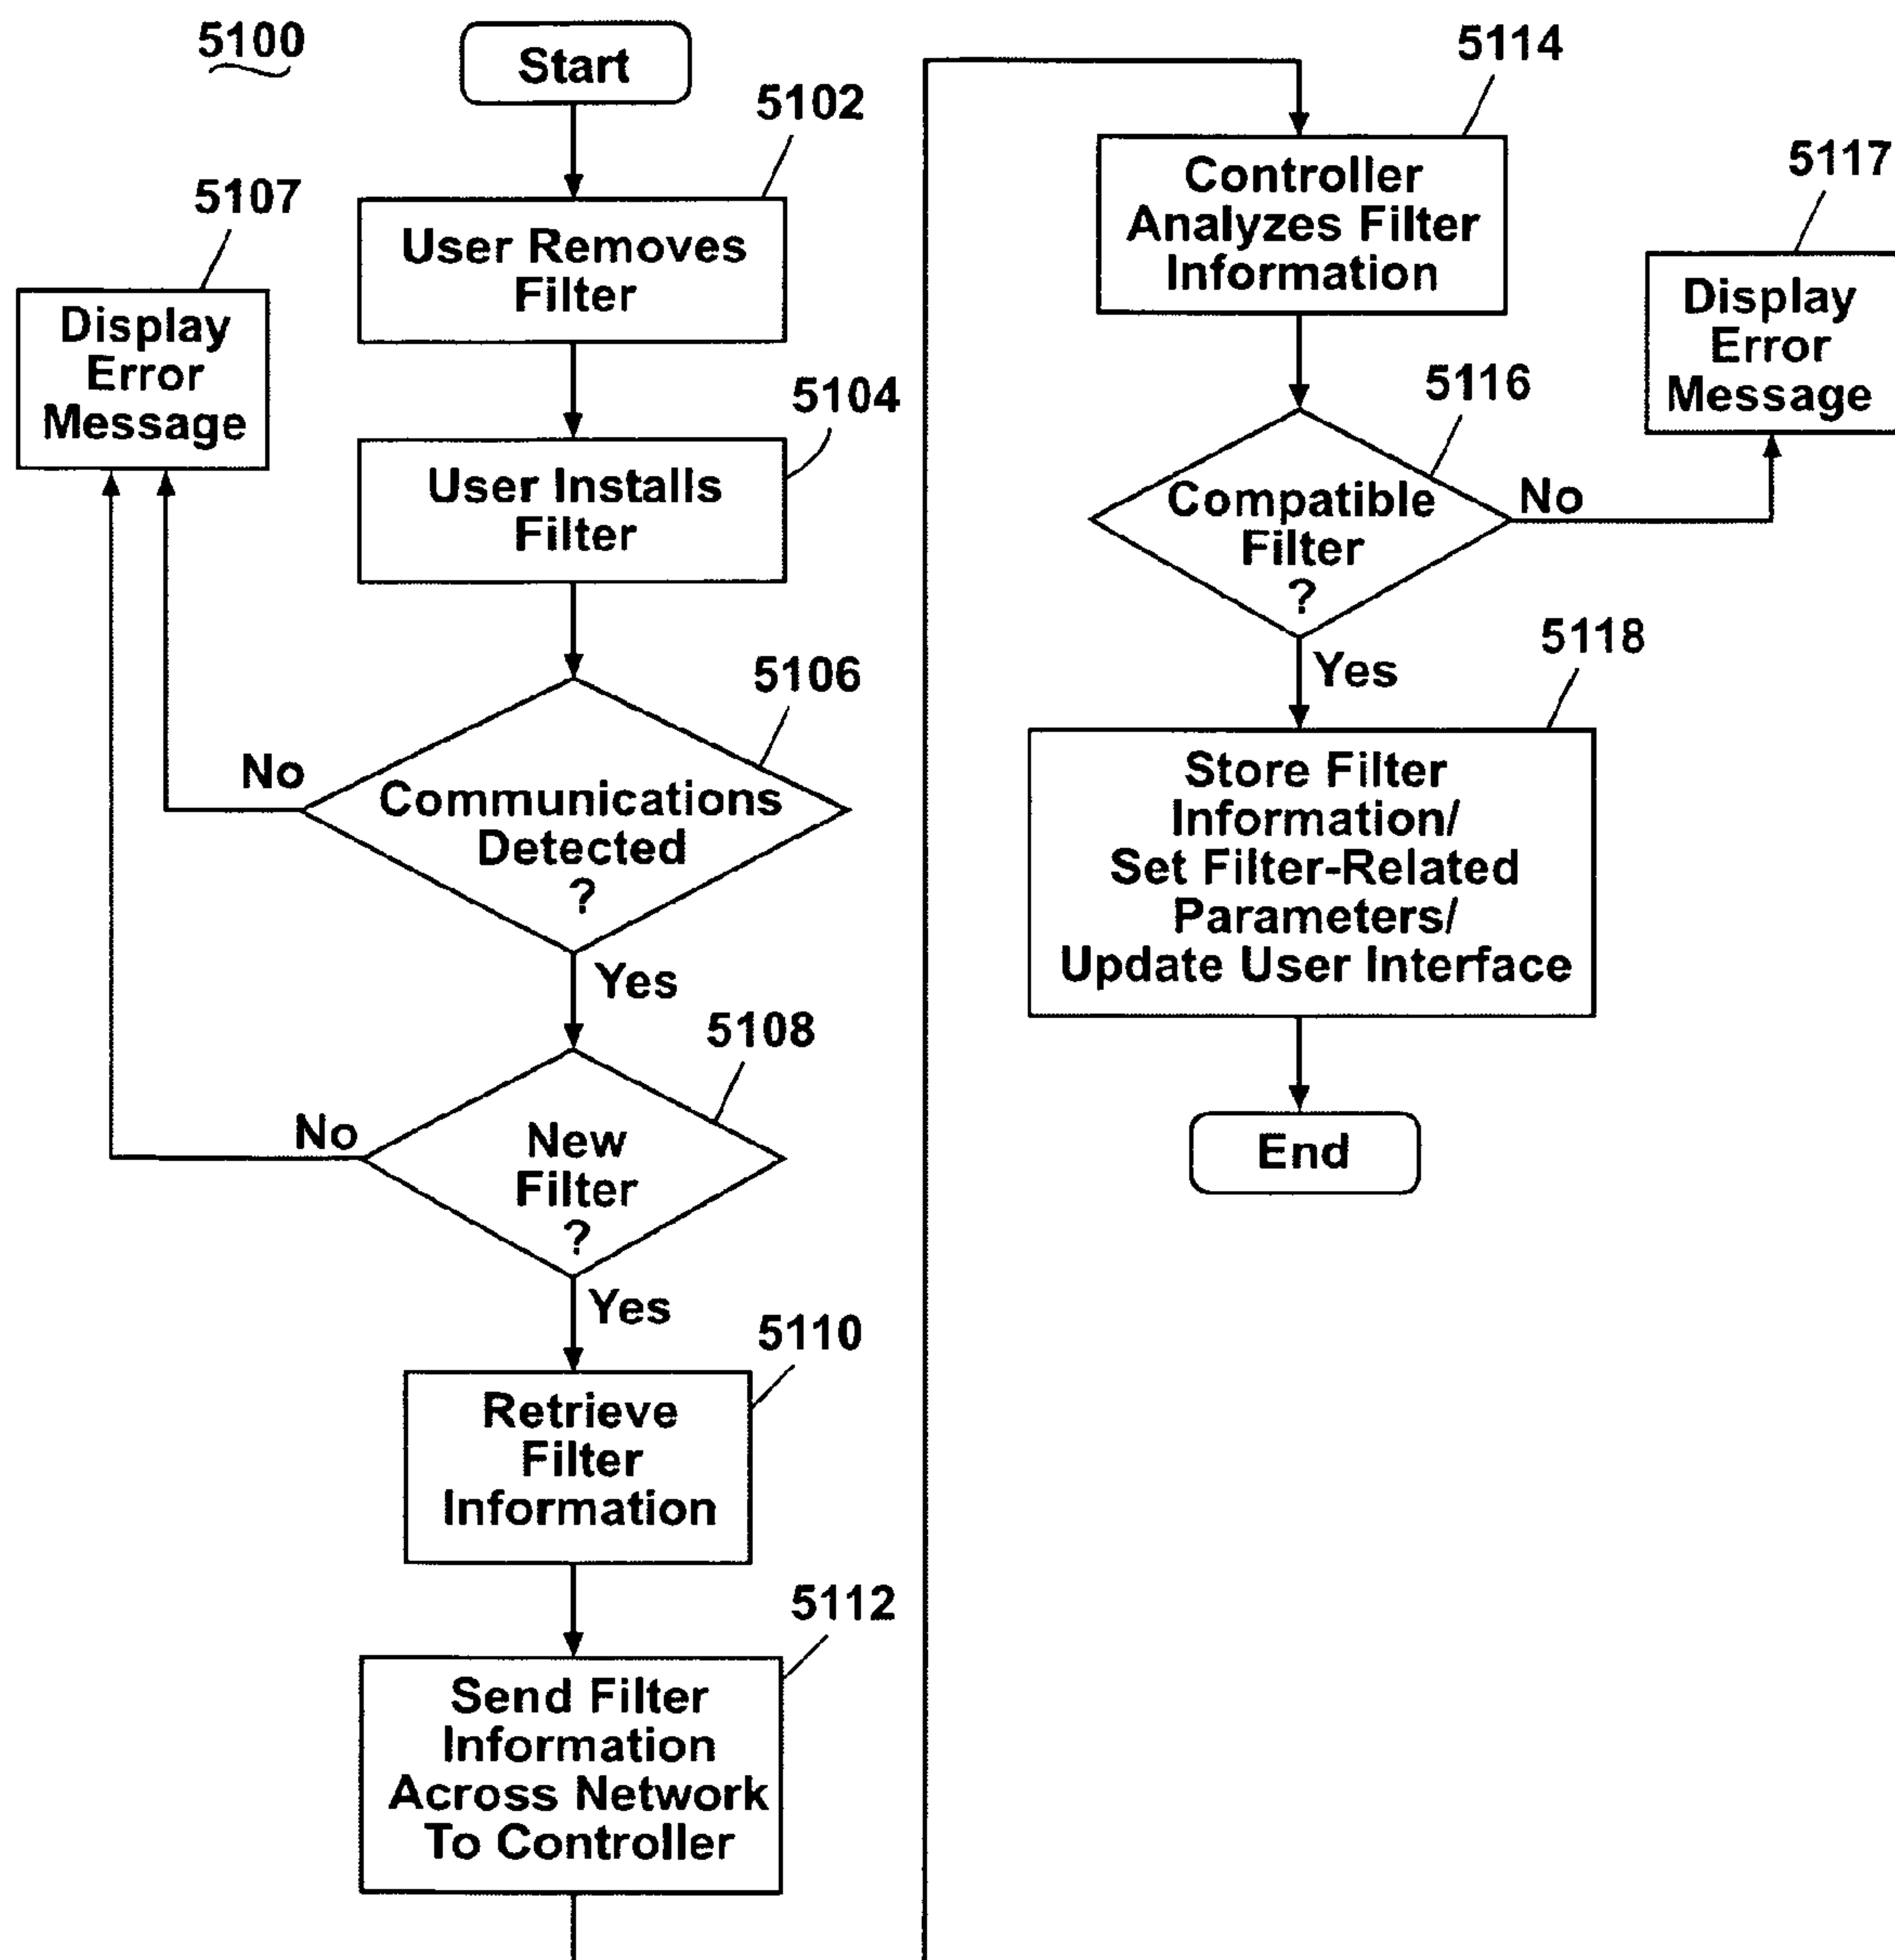 5100
Start
5102
User Removes
Filter
5107
Display
Error
Message
5104
User Installs
Filter
5106
No
Communications
Detected
?
Yes
5108
No
New
Filter
?
Yes
5110
Retrieve
Filter
Information
5112
Send Filter
Information
Across Network
To Controller
5114
Controller
Analyzes Filter
Information
5117
Display
Error
Message
5116
Compatible
Filter
?
No
Yes
5118
Store Filter
Information/
Set Filter-Related
Parameters/
Update User Interface
End